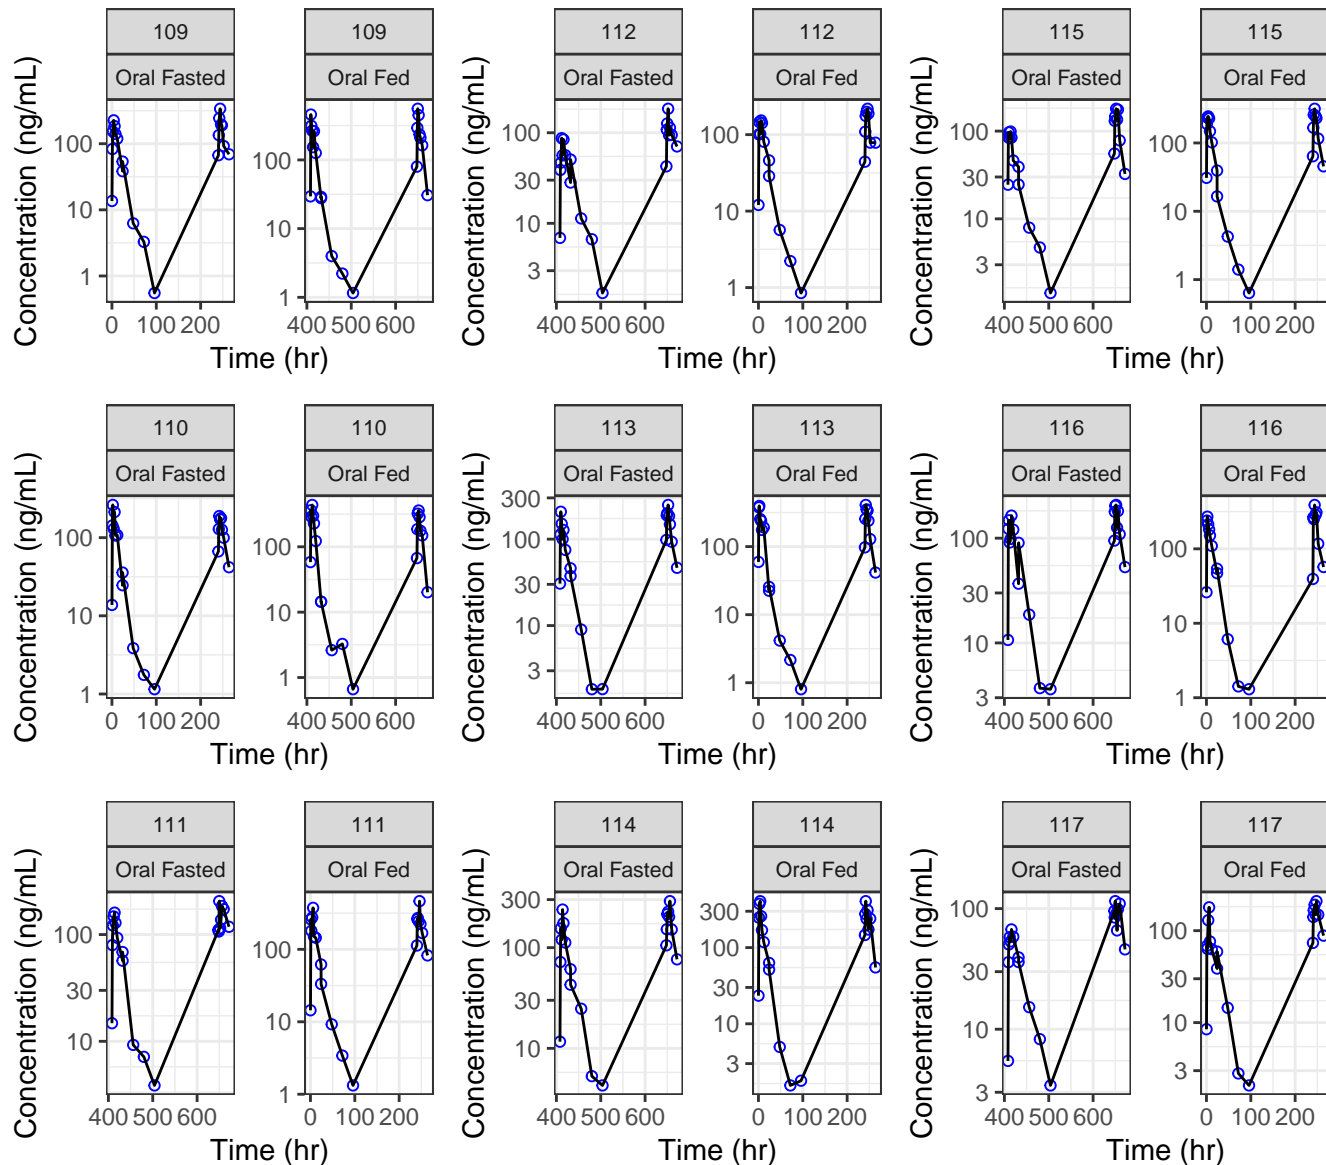 109 109 112 112 115 115
Oral Fasted Oral Fed Oral Fasted Oral Fed Oral Fasted Oral Fed
Concentration (ng/mL) Concentration (ng/mL) Concentration (ng/mL)
100 100 100 100 100 100
30 30
10 10 10 10 10 10
3 3
1 1 1 1
0 100 200 400 500 600 400 500 600 0 100 200 400 500 600 0 100 200
Time (hr) Time (hr) Time (hr)
110 110 113 113 116 116
Oral Fasted Oral Fed Oral Fasted Oral Fed Oral Fasted Oral Fed
Concentration (ng/mL) Concentration (ng/mL) Concentration (ng/mL)
300
100 100 100 100 100 100
30 30
10 10 10 10 10 10
3
1 1 1 3 1
0 100 200 400 500 600 400 500 600 0 100 200 400 500 600 0 100 200
Time (hr) Time (hr) Time (hr)
111 111 114 114 117 117
Oral Fasted Oral Fed Oral Fasted Oral Fed Oral Fasted Oral Fed
Concentration (ng/mL) Concentration (ng/mL) Concentration (ng/mL)
300 300
100 100 100 100 100 100
30 30 30 30 30
10 10 10 10 10 10
3 3
1 3
400 500 600 0 100 200 400 500 600 0 100 200 400 500 600 0 100 200
Time (hr) Time (hr) Time (hr)